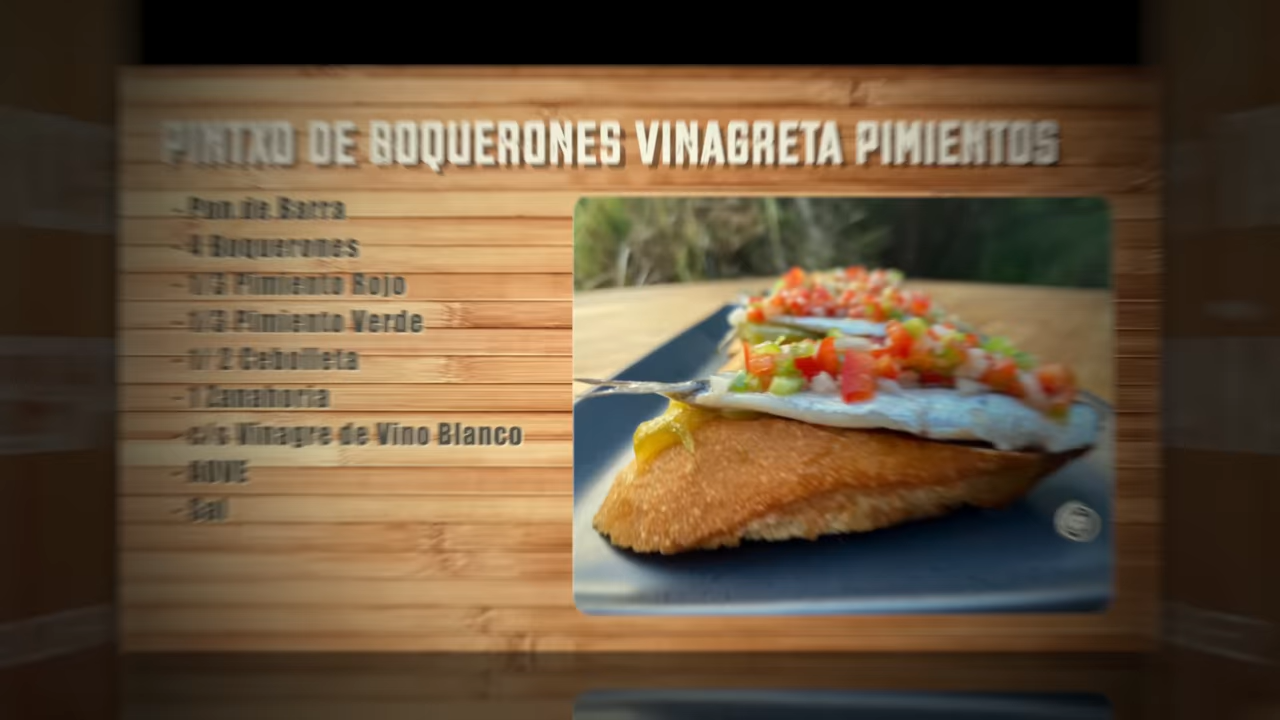 PINTXO DE BOQUERONES VINAGRETA PIMIENTOS
- Pan de Barra
- 4 Boquerones
- 1/3 Pimiento Rojo
- 1/3 Pimiento Verde
- 1/ 2 Cebolleta
- 1 Zanahoria
- c/s Vinagre de Vino Blanco
- AOVE
- Sal